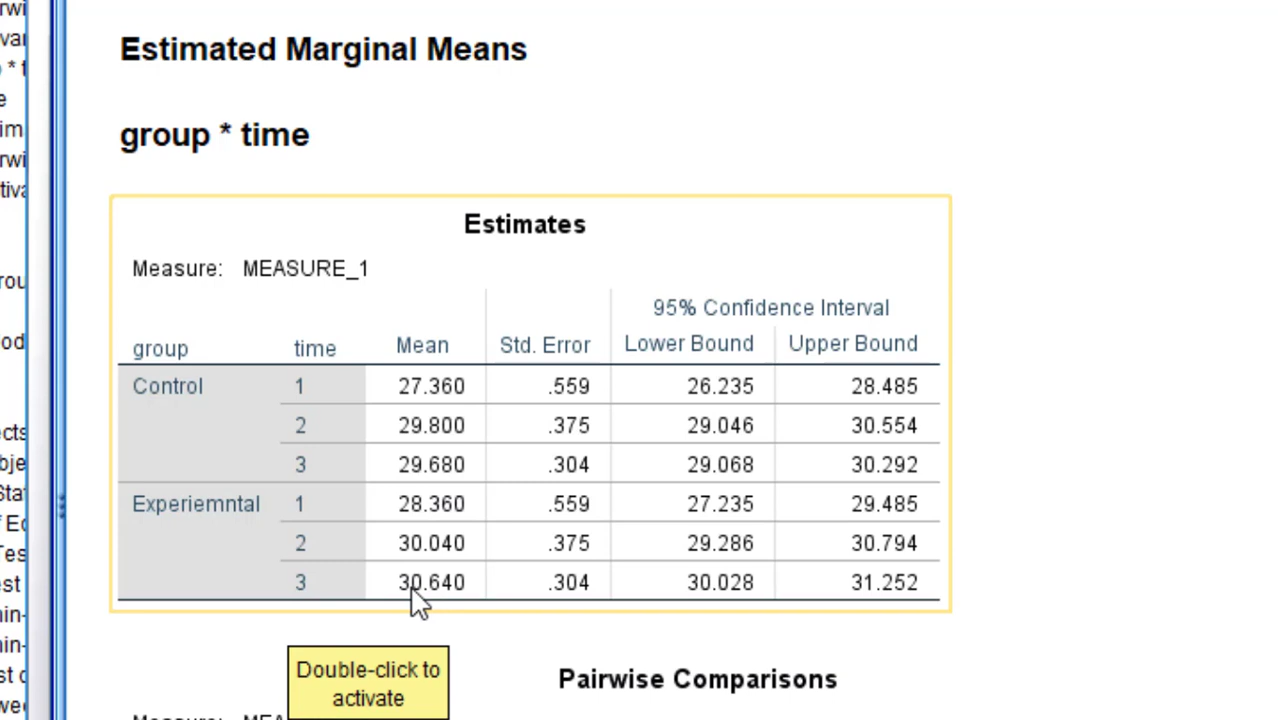 Estimated Marginal Means
group * time
Estimates
Measure: MEASURE_1
95% Confidence Interval
group time Mean Std. Error Lower Bound Upper Bound
Control 1 27.360 .559 26.235 28.485
2 29.800 .375 29.046 30.554
3 29.680 .304 29.068 30.292
Experiemntal 1 28.360 .559 27.235 29.485
2 30.040 .375 29.286 30.794
3 30.640 .304 30.028 31.252
Double-click to
activate
Pairwise Comparisons